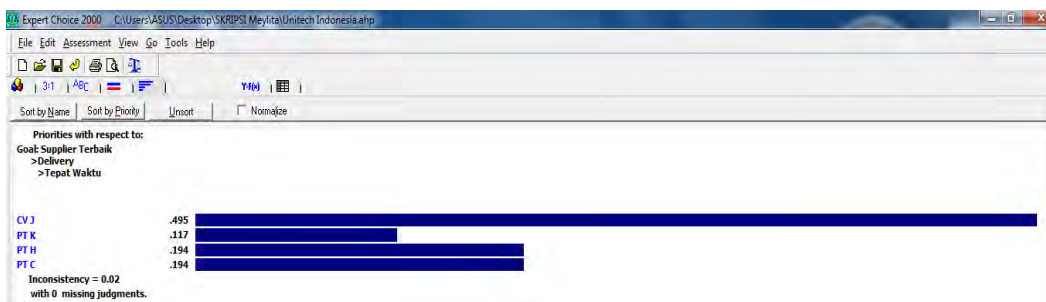 Expert Choice 2000 C:\Users\ASUS\Desktop\SKRIPSI Meylita\Unitech Indonesia.ahp
File Edit Assessment View Go Tools Help
3:1 ABC Y=f(x)
Sort by Name Sort by Priority Unsort Normalize
Priorities with respect to:
Goal: Supplier Terbaik
>Delivery
>Tepat Waktu
CV J .495
PT K .117
PT H .194
PT C .194
Inconsistency = 0.02
with 0 missing judgments.